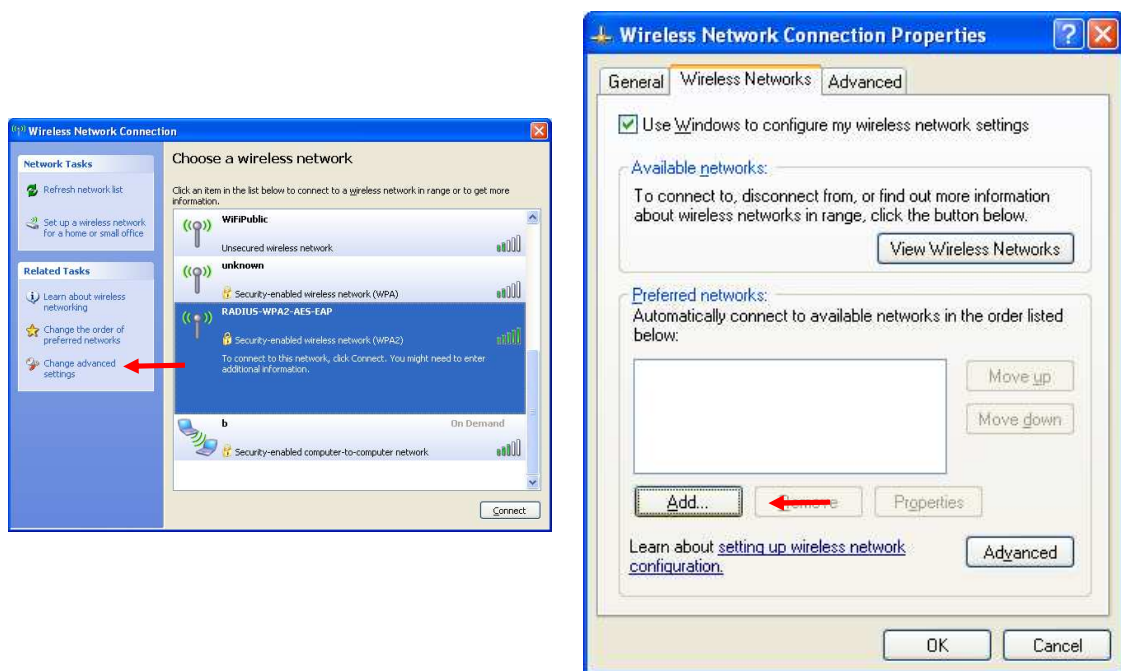 Wireless Network Connection
Network Tasks
Refresh network list
Set up a wireless network
for a home or small office
Related Tasks
Learn about wireless
networking
Change the order of
preferred networks
Change advanced
settings
Choose a wireless network
Click an item in the list below to connect to a wireless network in range or to get more
information.
WiFiPublic
Unsecured wireless network
unknown
Security-enabled wireless network (WPA)
RADIUS-WPA2-AES-EAP
Security-enabled wireless network (WPA2)
To connect to this network, click Connect. You might need to enter
additional information.
b
On Demand
Security-enabled computer-to-computer network
Connect
Wireless Network Connection Properties
General
Wireless Networks
Advanced
Use Windows to configure my wireless network settings
Available networks:
To connect to, disconnect from, or find out more information
about wireless networks in range, click the button below.
View Wireless Networks
Preferred networks:
Automatically connect to available networks in the order listed
below:
Move up
Move down
Add...
Remove
Properties
Learn about setting up wireless network
configuration.
Advanced
OK
Cancel